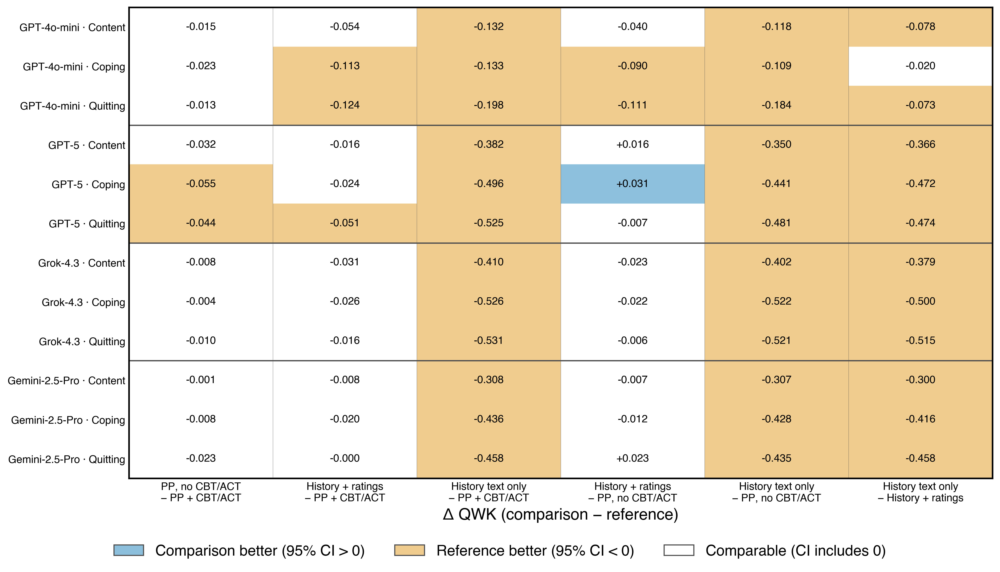 GPT-4o-mini · Content -0.015 -0.054 -0.132 -0.040 -0.118 -0.078
GPT-4o-mini · Coping -0.023 -0.113 -0.133 -0.090 -0.109 -0.020
GPT-4o-mini · Quitting -0.013 -0.124 -0.198 -0.111 -0.184 -0.073
GPT-5 · Content -0.032 -0.016 -0.382 +0.016 -0.350 -0.366
GPT-5 · Coping -0.055 -0.024 -0.496 +0.031 -0.441 -0.472
GPT-5 · Quitting -0.044 -0.051 -0.525 -0.007 -0.481 -0.474
Grok-4.3 · Content -0.008 -0.031 -0.410 -0.023 -0.402 -0.379
Grok-4.3 · Coping -0.004 -0.026 -0.526 -0.022 -0.522 -0.500
Grok-4.3 · Quitting -0.010 -0.016 -0.531 -0.006 -0.521 -0.515
Gemini-2.5-Pro · Content -0.001 -0.008 -0.308 -0.007 -0.307 -0.300
Gemini-2.5-Pro · Coping -0.008 -0.020 -0.436 -0.012 -0.428 -0.416
Gemini-2.5-Pro · Quitting -0.023 -0.000 -0.458 +0.023 -0.435 -0.458
PP, no CBT/ACT History + ratings History text only History + ratings History text only History text only
– PP + CBT/ACT – PP + CBT/ACT – PP + CBT/ACT – PP, no CBT/ACT – PP, no CBT/ACT – History + ratings
Δ QWK (comparison – reference)
Comparison better (95% CI > 0) Reference better (95% CI < 0) Comparable (CI includes 0)